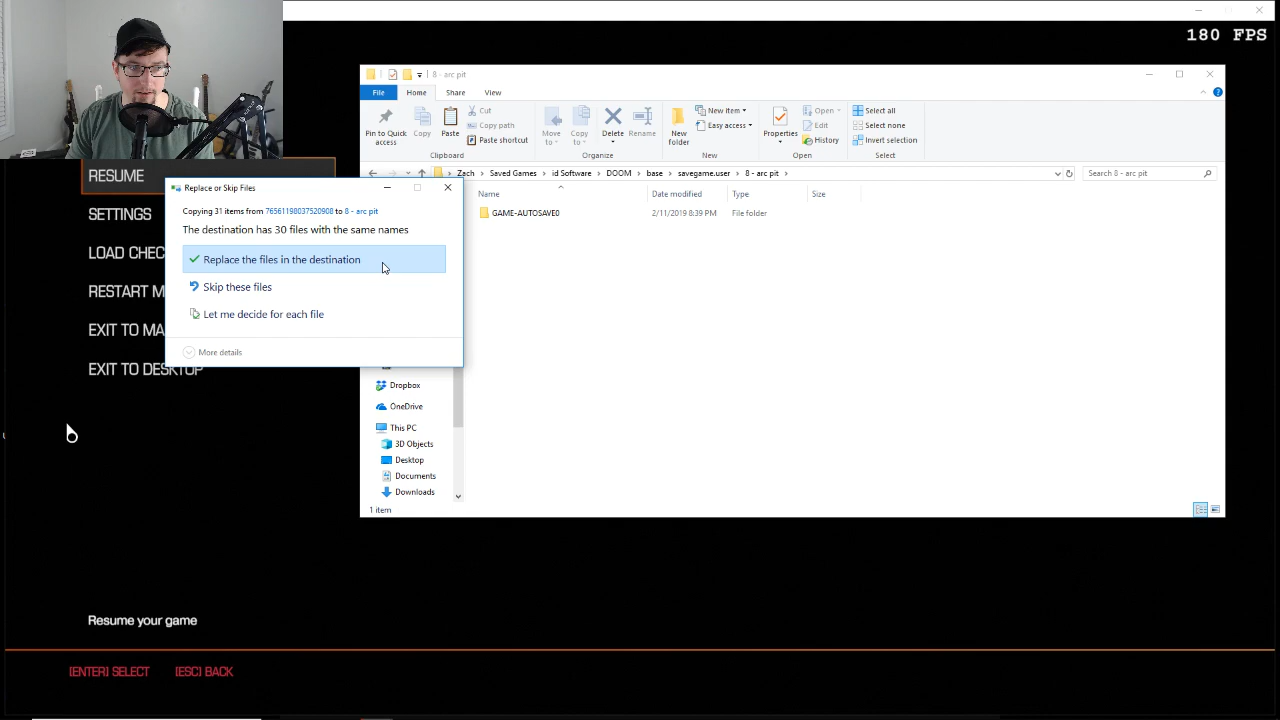 180 FPS
8 - arc pit
File Home Share View
Pin to Quick access
Copy
Paste
Cut
Copy path
Paste shortcut
Clipboard
Move to
Copy to
Delete
Rename
Organize
New folder
New item
Easy access
New
Properties
Open
Edit
History
Open
Select all
Select none
Invert selection
Select
Zach Saved Games id Software DOOM base savegame.user 8 - arc pit
Search 8 - arc pit
Name Date modified Type Size
GAME-AUTOSAVE0 2/11/2019 8:39 PM File folder
Dropbox
OneDrive
This PC
3D Objects
Desktop
Documents
Downloads
1 item
Replace or Skip Files
Copying 31 items from 76561198037520908 to 8 - arc pit
The destination has 30 files with the same names
Replace the files in the destination
Skip these files
Let me decide for each file
More details
RESUME
SETTINGS
LOAD CHEC
RESTART M
EXIT TO MA
EXIT TO DESKTOP
Resume your game
[ENTER] SELECT [ESC] BACK